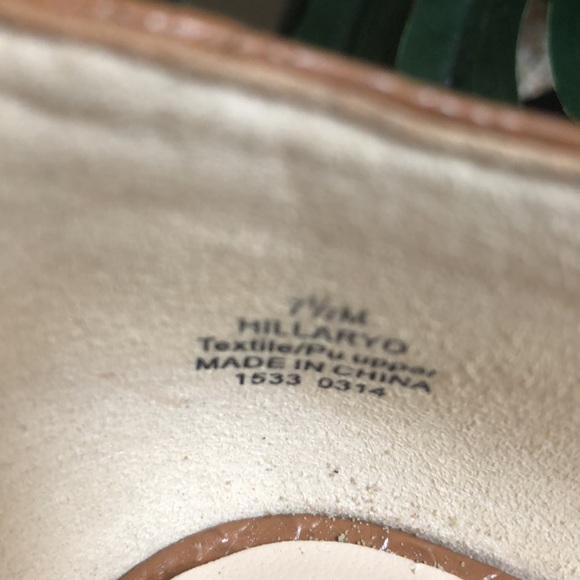 7½M
HILLARYO
Textile/Pu upper
MADE IN CHINA
1533 0314